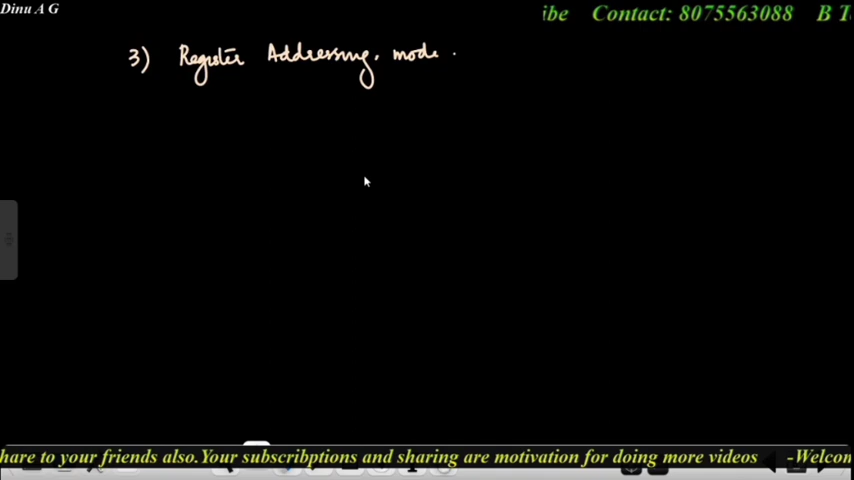 Dinu A G
ibe Contact: 8075563088 B T
3) Register Addressing. mode.
hare to your friends also.Your subscribptions and sharing are motivation for doing more videos -Welcom